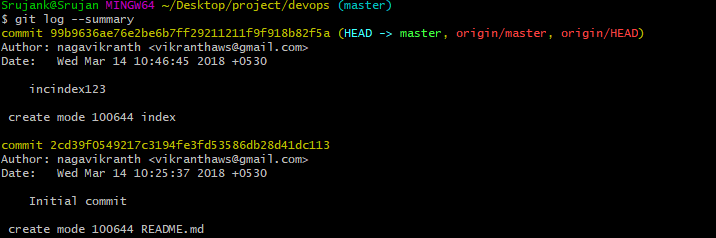 Srujank@Srujan MINGW64 ~/Desktop/project/devops (master)
$ git log --summary
commit 99b9636ae76e2be6b7ff29211211f9f918b82f5a (HEAD -> master, origin/master, origin/HEAD)
Author: nagavikranth <vikranthaws@gmail.com>
Date:   Wed Mar 14 10:46:45 2018 +0530
    incindex123
 create mode 100644 index
commit 2cd39f0549217c3194fe3fd53586db28d41dc113
Author: nagavikranth <vikranthaws@gmail.com>
Date:   Wed Mar 14 10:25:37 2018 +0530
    Initial commit
 create mode 100644 README.md